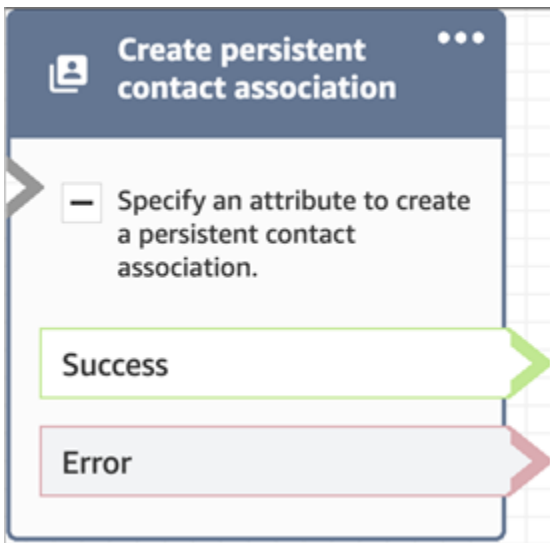 Create persistent
contact association
Specify an attribute to create
a persistent contact
association.
Success
Error